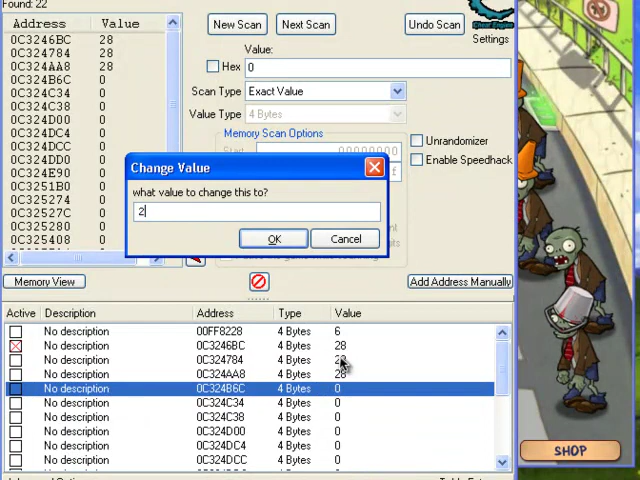 Found: 22
New Scan
Next Scan
Undo Scan
Cheat Engine
Settings
Address Value
0C3246BC 28
0C324784 28
0C324AA8 28
0C324B6C 0
0C324C34 0
0C324C38 0
0C324D00 0
0C324DC4 0
0C324DCC 0
0C324DD0 0
0C324E90 0
0C3251B0 0
0C325274 0
0C32527C 0
0C325280 0
0C325408 0
Value:
Hex 0
Scan Type Exact Value
Value Type 4 Bytes
Memory Scan Options
00000000
Unrandomizer
Enable Speedhack
Change Value
what value to change this to?
2
OK
Cancel
Memory View
Add Address Manually
Active Description Address Type Value
No description 00FF8228 4 Bytes 6
No description 0C3246BC 4 Bytes 28
No description 0C324784 4 Bytes
No description 0C324AA8 4 Bytes 28
No description 0C324B6C 4 Bytes 0
No description 0C324C34 4 Bytes 0
No description 0C324C38 4 Bytes 0
No description 0C324D00 4 Bytes 0
No description 0C324DC4 4 Bytes 0
No description 0C324DCC 4 Bytes 0
SHOP